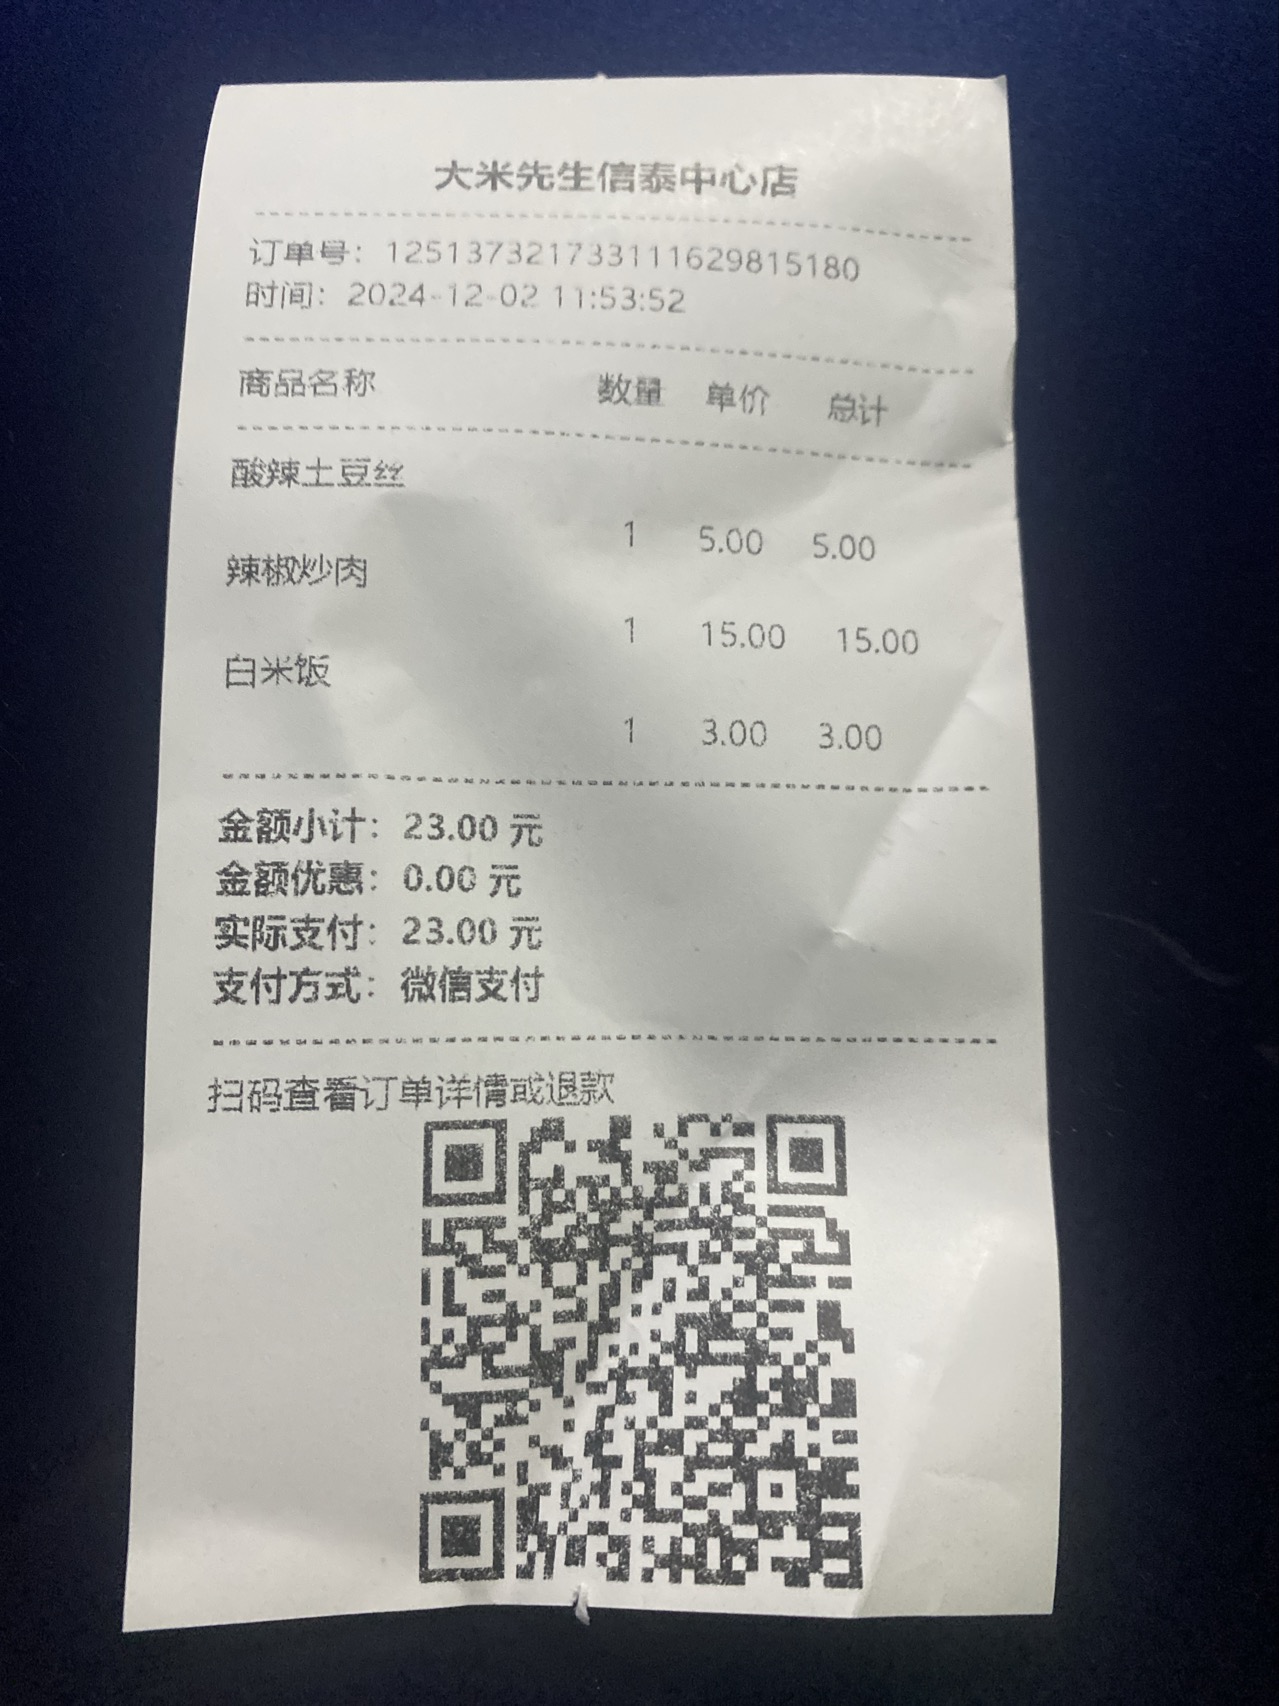 大米先生信泰中心店
订单号：1251373217331111629815180
时间：2024-12-02 11:53:52
商品名称 数量 单价 总计
酸辣土豆丝
1 5.00 5.00
辣椒炒肉
1 15.00 15.00
白米饭
1 3.00 3.00
金额小计：23.00 元
金额优惠：0.00 元
实际支付：23.00 元
支付方式：微信支付
扫码查看订单详情或退款